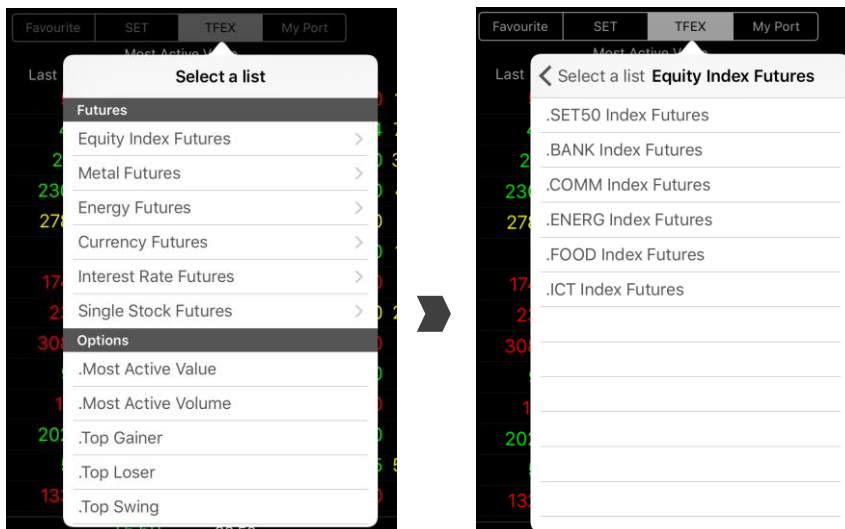 Favourite SET TFEX My Port
Last
Select a list
Futures
Equity Index Futures
Metal Futures
Energy Futures
Currency Futures
Interest Rate Futures
Single Stock Futures
Options
.Most Active Value
.Most Active Volume
.Top Gainer
.Top Loser
.Top Swing
Favourite SET TFEX My Port
Last
Select a list Equity Index Futures
.SET50 Index Futures
.BANK Index Futures
.COMM Index Futures
.ENERG Index Futures
.FOOD Index Futures
.ICT Index Futures